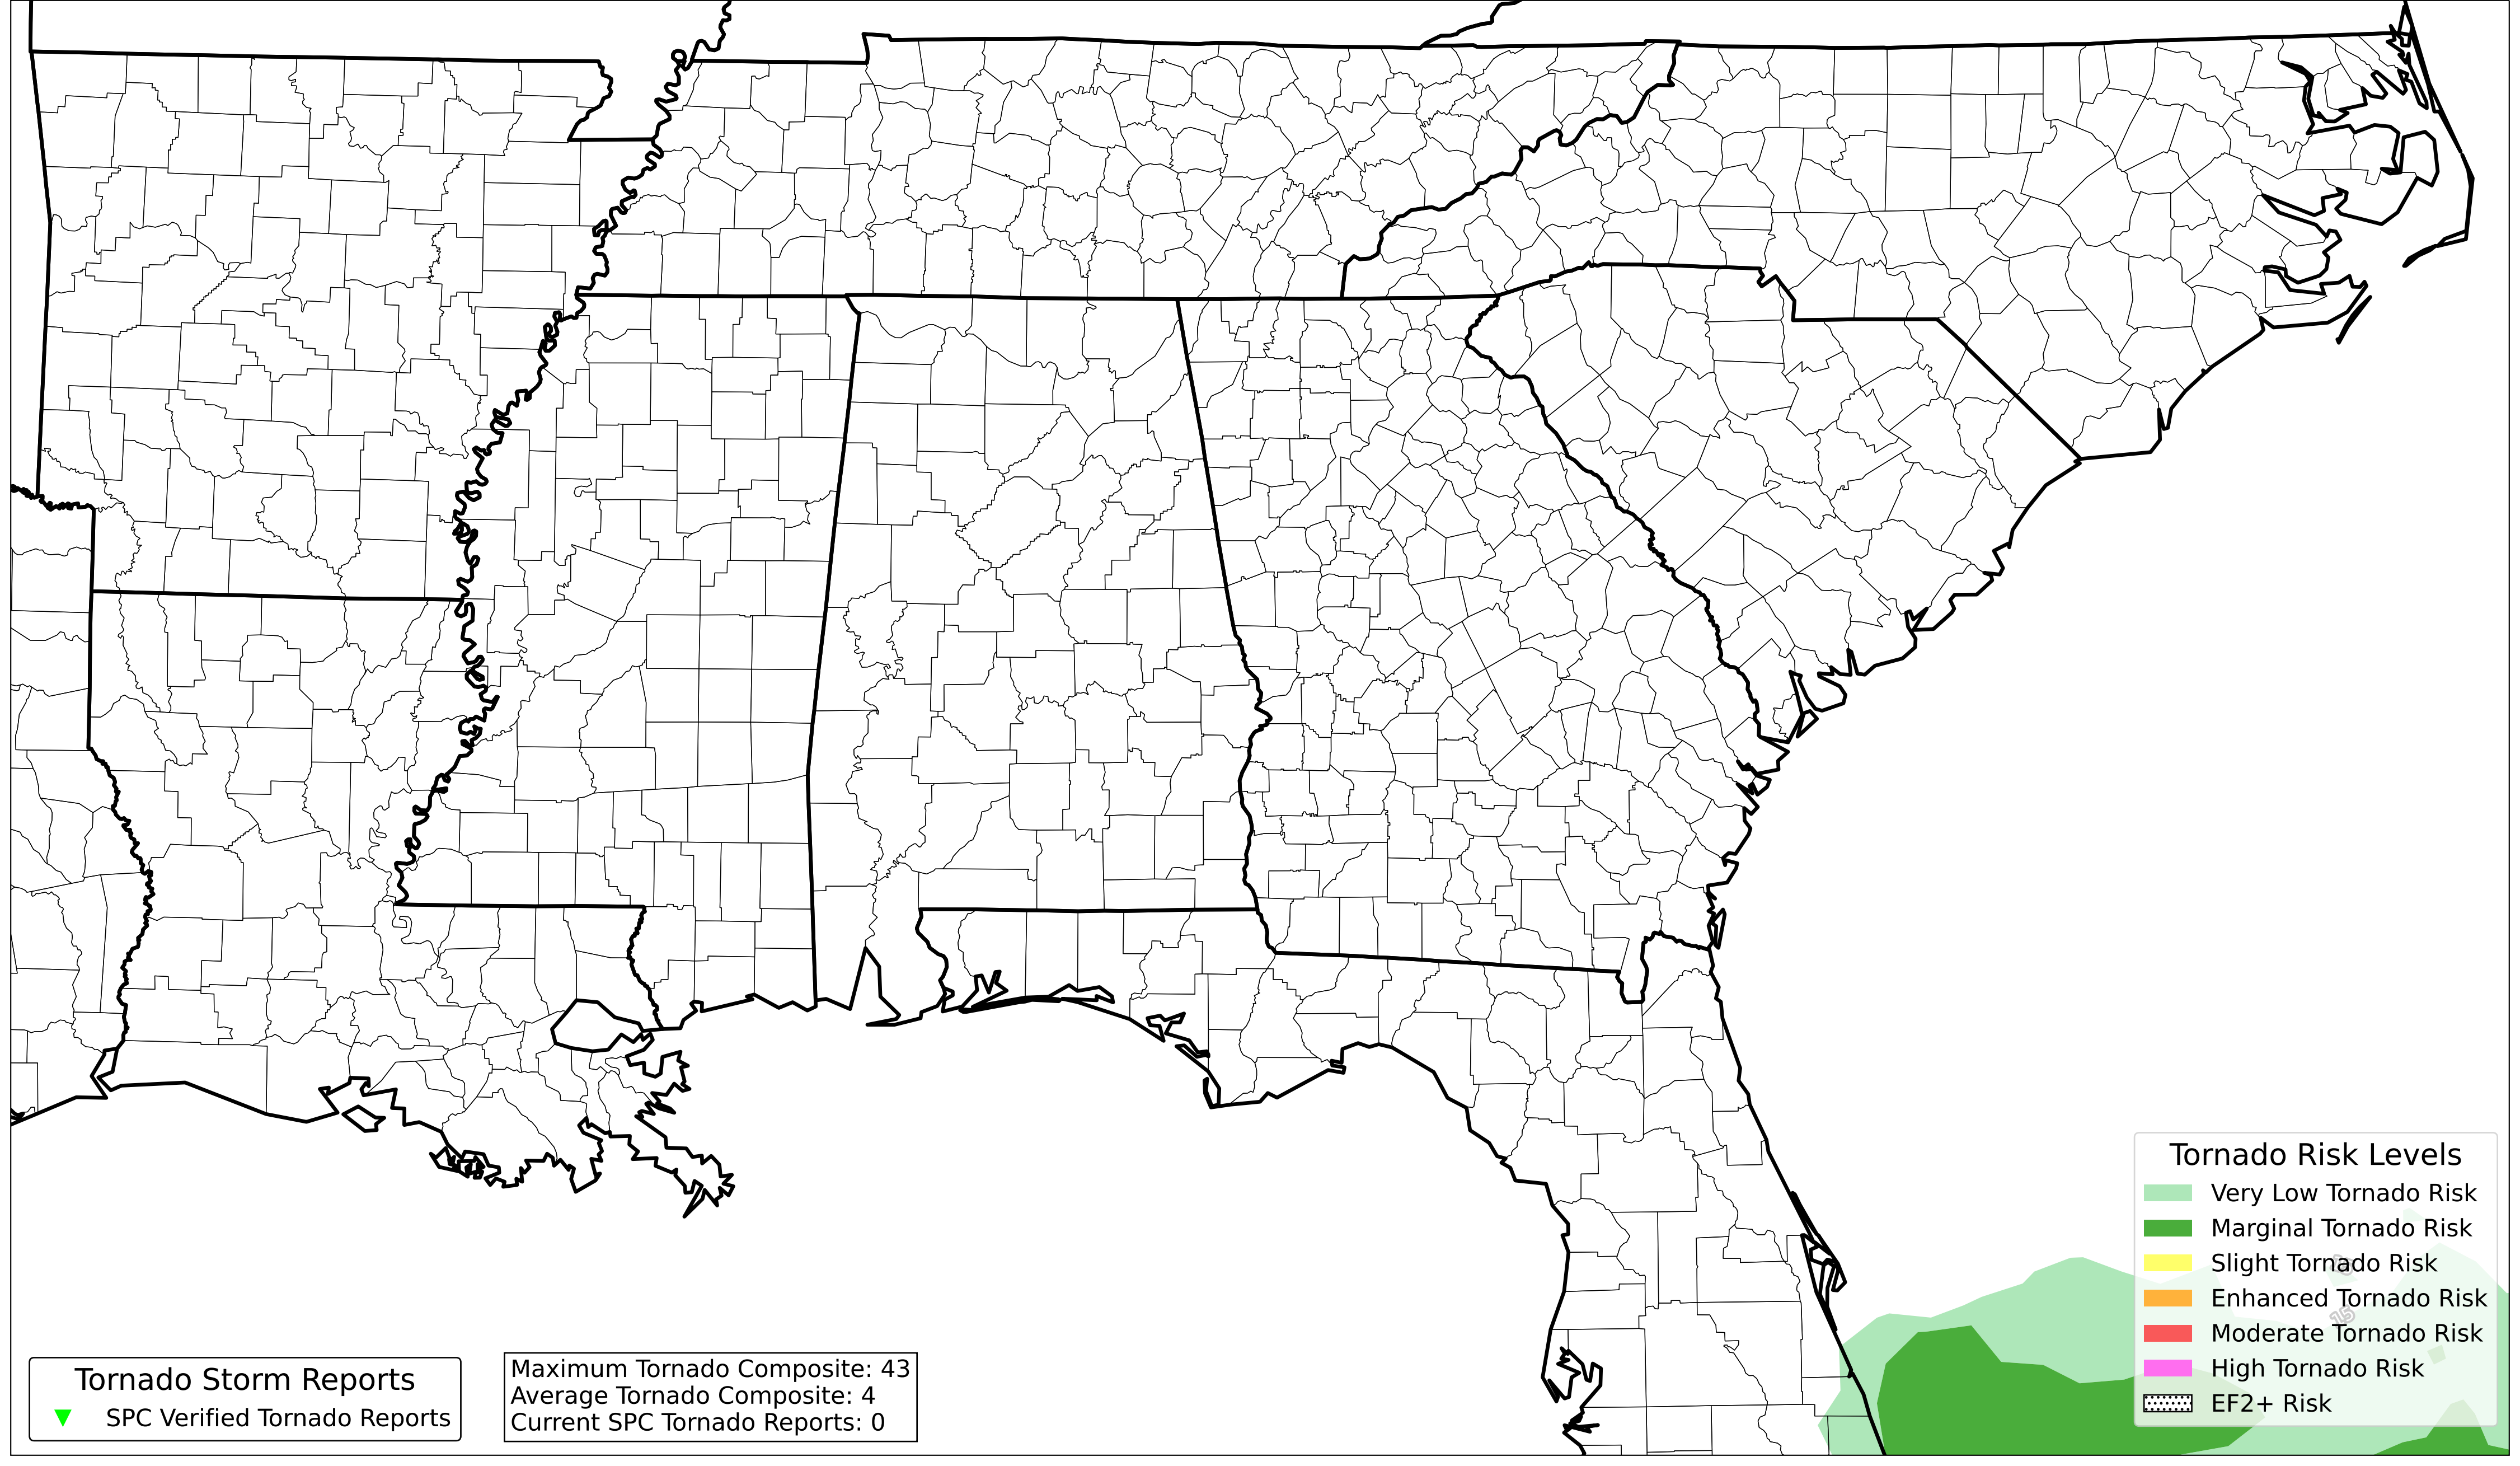 Tornado Risk Levels
Very Low Tornado Risk
Marginal Tornado Risk
Slight Tornado Risk
Enhanced Tornado Risk
Moderate Tornado Risk
High Tornado Risk
EF2+ Risk
15
Tornado Storm Reports
SPC Verified Tornado Reports
Maximum Tornado Composite: 43
Average Tornado Composite: 4
Current SPC Tornado Reports: 0